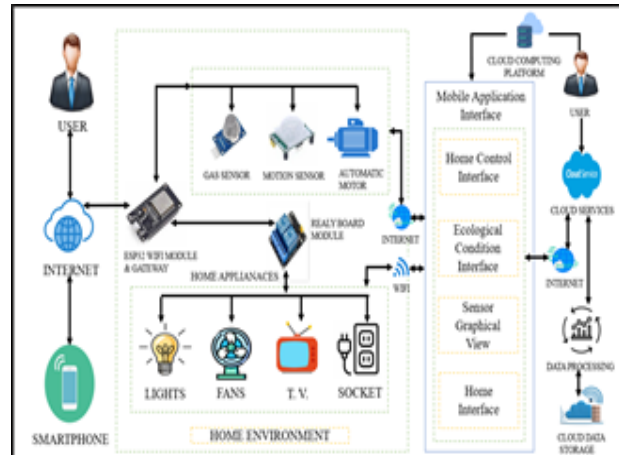 USER
INTERNET
SMARTPHONE
GAS SENSOR
MOTION SENSOR
AUTOMATIC
MOTOR
ESP32 WIFI MODULE
& GATEWAY
REALY BOARD
MODULE
HOME APPLIANACES
LIGHTS
FANS
T. V.
SOCKET
HOME ENVIRONMENT
INTERNET
WIFI
CLOUD COMPUTING
PLATFORM
Mobile Application
Interface
Home Control
Interface
Ecological
Condition
Interface
Sensor
Graphical
View
Home
Interface
USER
CLOUD SERVICES
INTERNET
DATA PROCESSING
CLOUD DATA
STORAGE